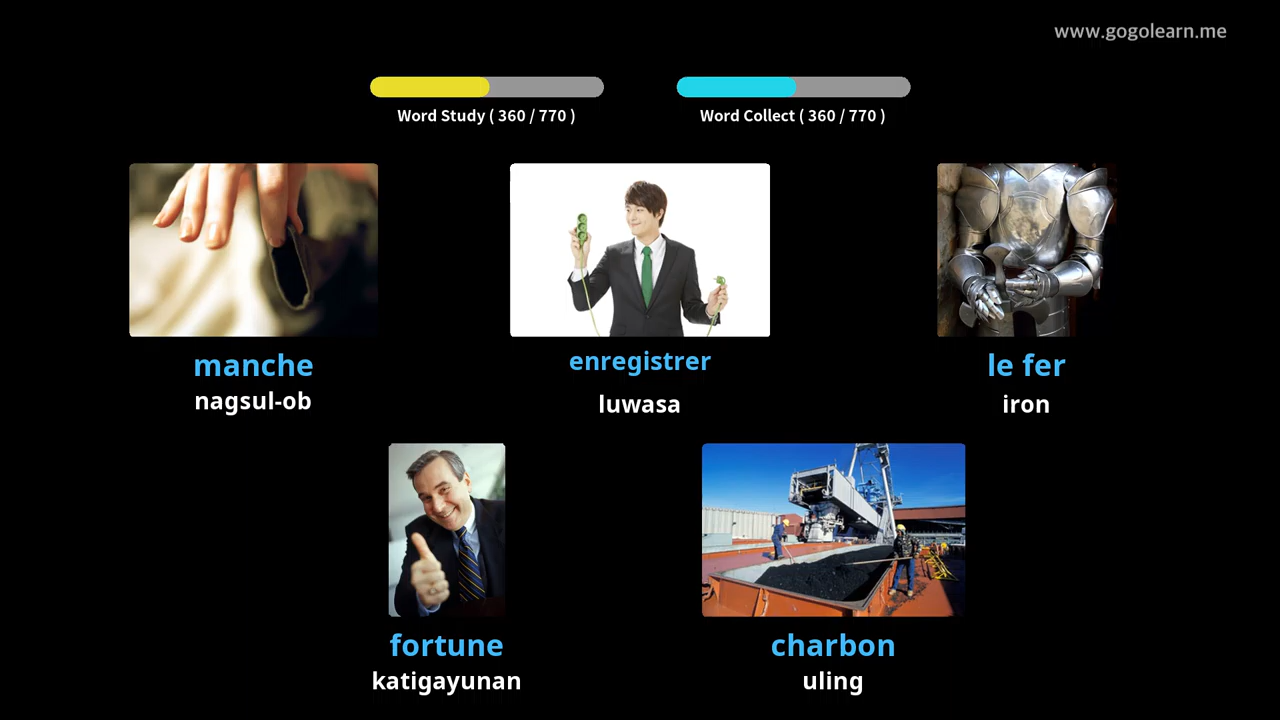 www.gogolearn.me
Word Study ( 360 / 770 )
Word Collect ( 360 / 770 )
manche
nagsul-ob
enregistrer
luwasa
le fer
iron
fortune
katigayunan
charbon
uling